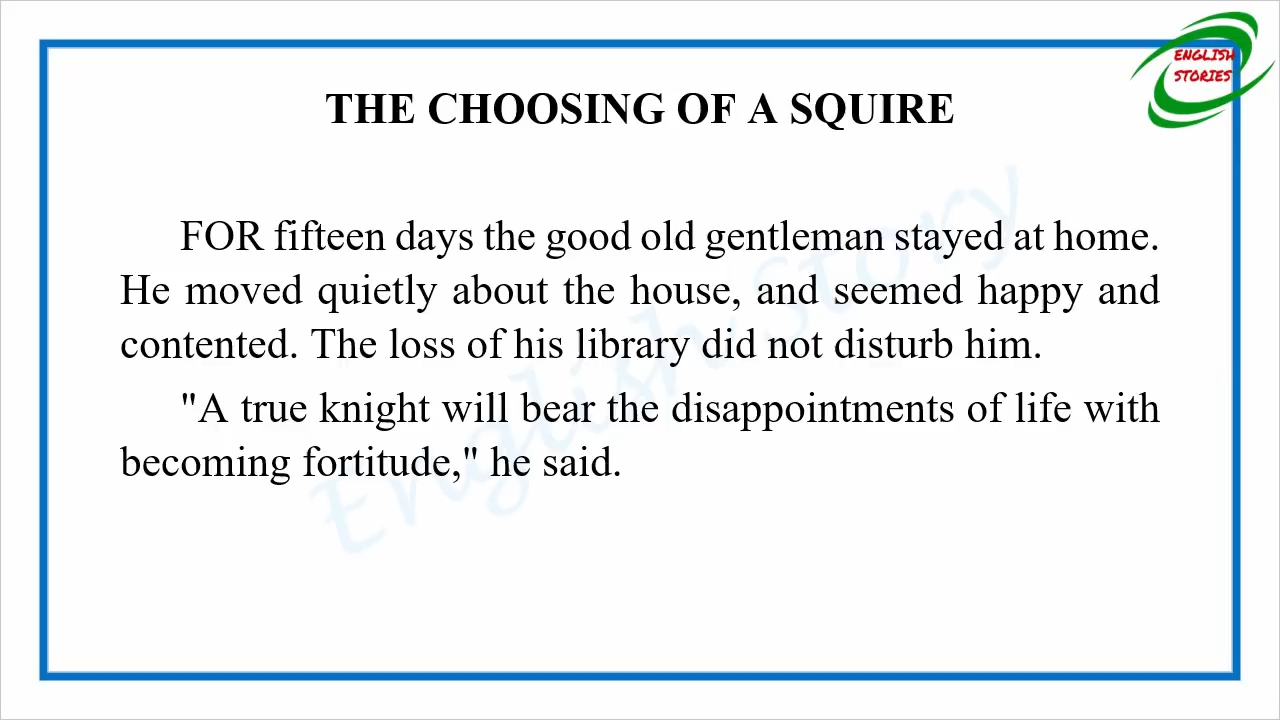 ENGLISH
STORIES
THE CHOOSING OF A SQUIRE
FOR fifteen days the good old gentleman stayed at home.
He moved quietly about the house, and seemed happy and
contented. The loss of his library did not disturb him.
"A true knight will bear the disappointments of life with
becoming fortitude," he said.
English Story